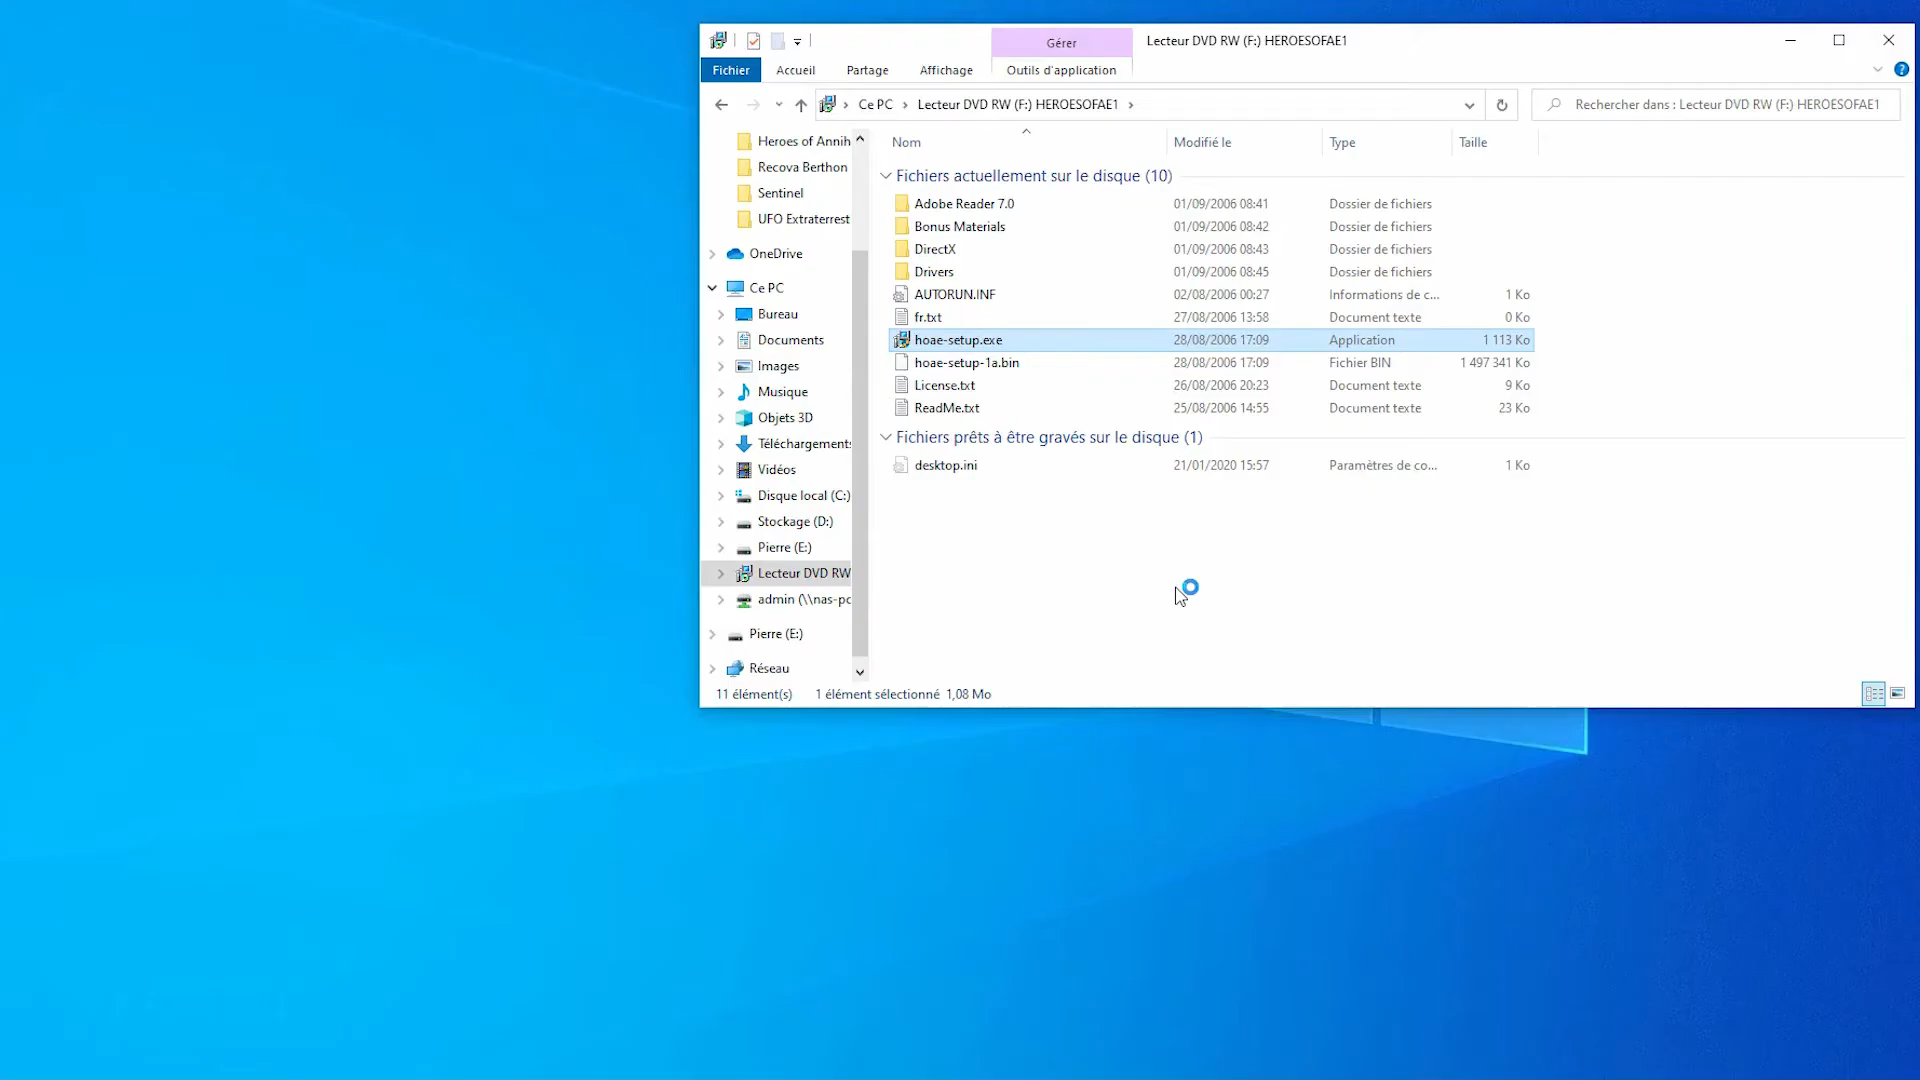 Gérer
Lecteur DVD RW (F:) HEROESOFAE1
Fichier
Accueil
Partage
Affichage
Outils d'application
Ce PC
Lecteur DVD RW (F:) HEROESOFAE1
Rechercher dans : Lecteur DVD RW (F:) HEROESOFAE1
Heroes of Annih
Recova Berthon
Sentinel
UFO Extraterrest
OneDrive
Ce PC
Bureau
Documents
Images
Musique
Objets 3D
Téléchargement
Vidéos
Disque local (C:)
Stockage (D:)
Pierre (E:)
Lecteur DVD RW
admin (\\nas-pc
Pierre (E:)
Réseau
Nom Modifié le Type Taille
Fichiers actuellement sur le disque (10)
Adobe Reader 7.0 01/09/2006 08:41 Dossier de fichiers
Bonus Materials 01/09/2006 08:42 Dossier de fichiers
DirectX 01/09/2006 08:43 Dossier de fichiers
Drivers 01/09/2006 08:45 Dossier de fichiers
AUTORUN.INF 02/08/2006 00:27 Informations de c... 1 Ko
fr.txt 27/08/2006 13:58 Document texte 0 Ko
hoae-setup.exe 28/08/2006 17:09 Application 1 113 Ko
hoae-setup-1a.bin 28/08/2006 17:09 Fichier BIN 1 497 341 Ko
License.txt 26/08/2006 20:23 Document texte 9 Ko
ReadMe.txt 25/08/2006 14:55 Document texte 23 Ko
Fichiers prêts à être gravés sur le disque (1)
desktop.ini 21/01/2020 15:57 Paramètres de co... 1 Ko
11 élément(s) 1 élément sélectionné 1,08 Mo